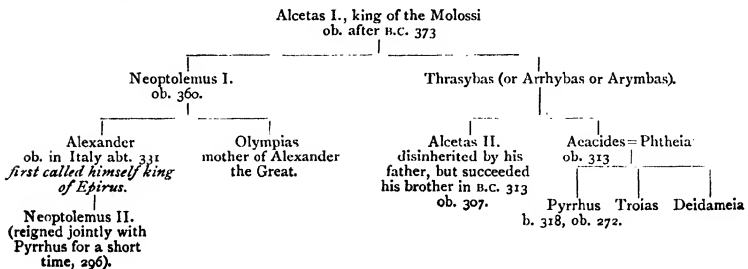 Alcetas I., king of the Molossi
ob. after B.C. 373
Neoptolemus I.
ob. 360.
Thrasybas (or Arrhybas or Arymbas).
Alexander
ob. in Italy abt. 331
first called himself king
of Epirus.
Neoptolemus II.
(reigned jointly with
Pyrrhus for a short
time, 296).
Olympias
mother of Alexander
the Great.
Alcetas II.
disinherited by his
father, but succeeded
his brother in B.C. 313
ob. 307.
Acacides=Phtheia
ob. 313
Pyrrhus Troias Deidameia
b. 318, ob. 272.